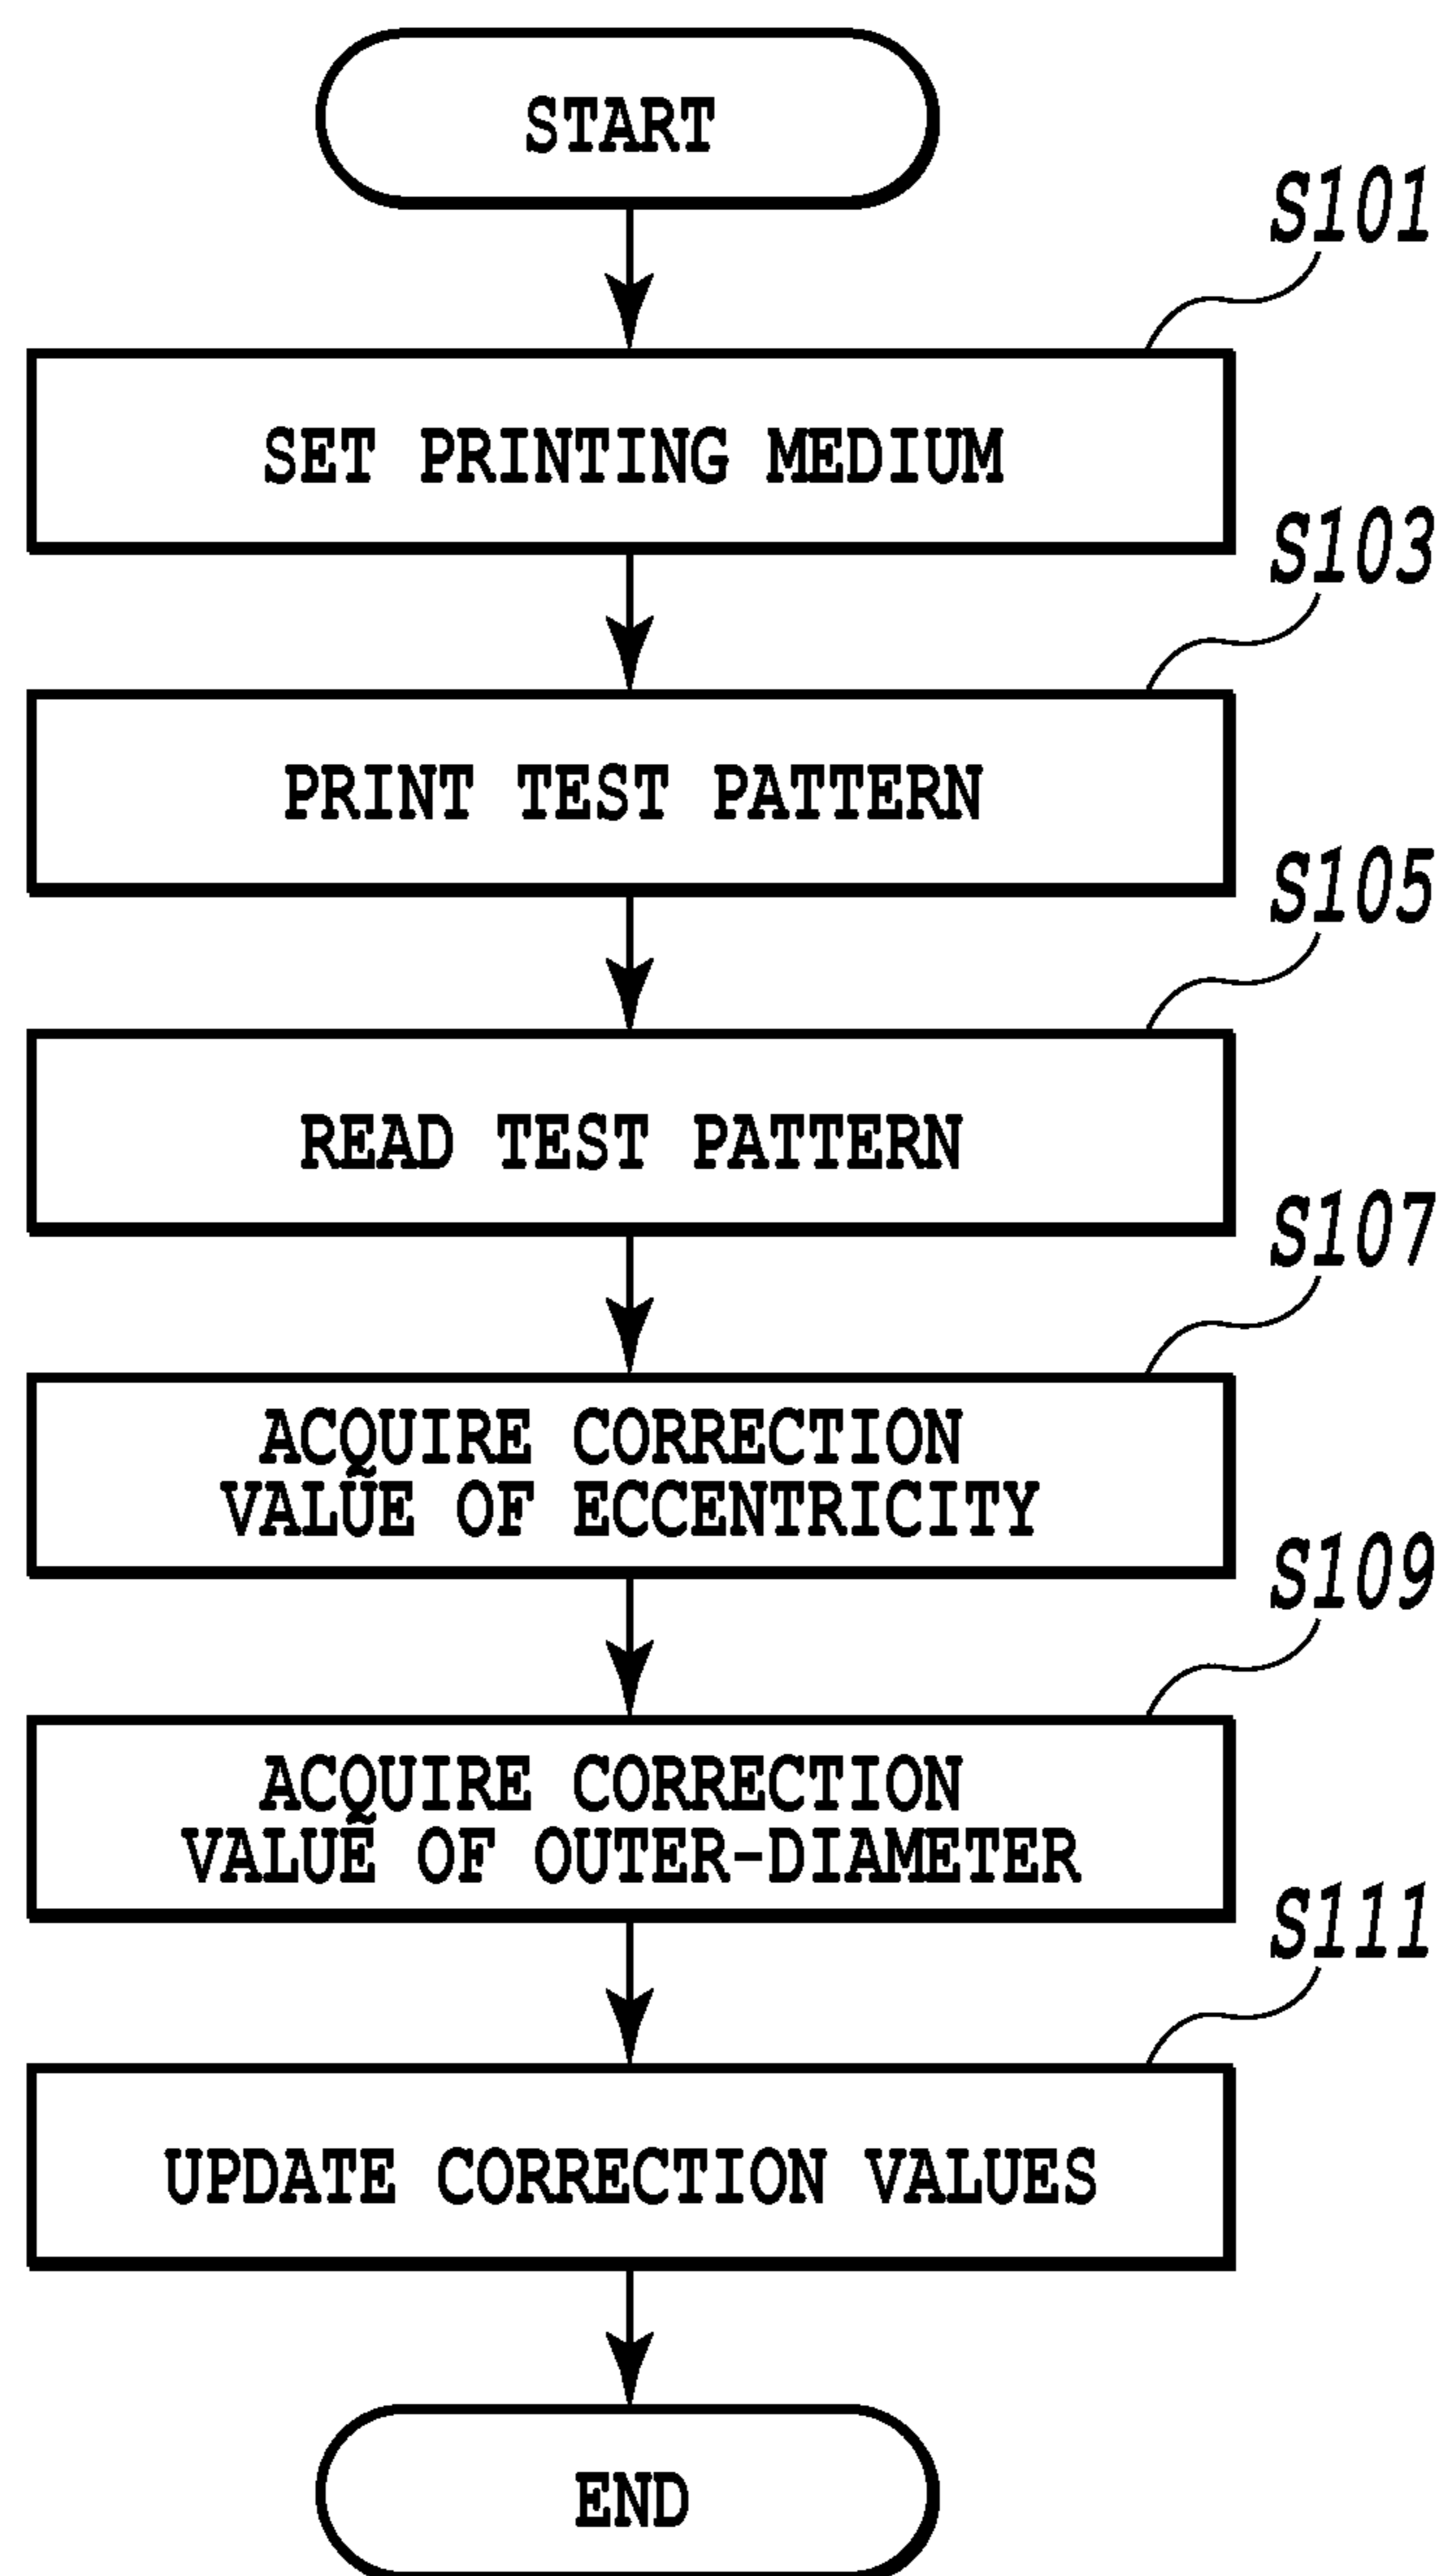 START
S101
SET PRINTING MEDIUM
S103
PRINT TEST PATTERN
S105
READ TEST PATTERN
S107
ACQUIRE CORRECTION
VALUE OF ECCENTRICITY
S109
ACQUIRE CORRECTION
VALUE OF OUTER-DIAMETER
S111
UPDATE CORRECTION VALUES
END